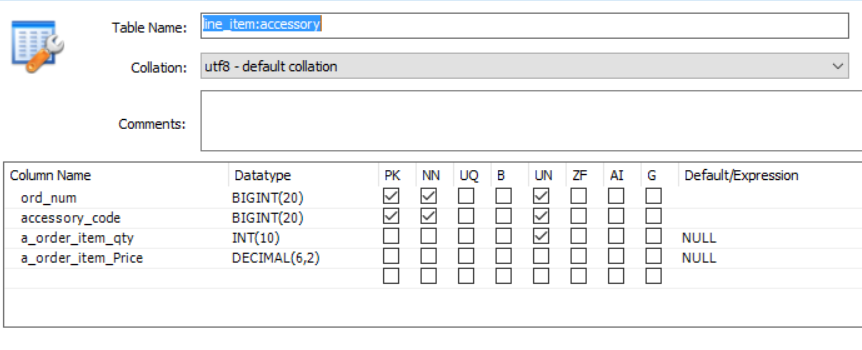 Table Name: line_item:accessory
Collation: utf8 - default collation
Comments:
Column Name Datatype PK NN UQ B UN ZF AI G Default/Expression
ord_num BIGINT(20)
accessory_code BIGINT(20)
a_order_item_qty INT(10) NULL
a_order_item_Price DECIMAL(6,2) NULL